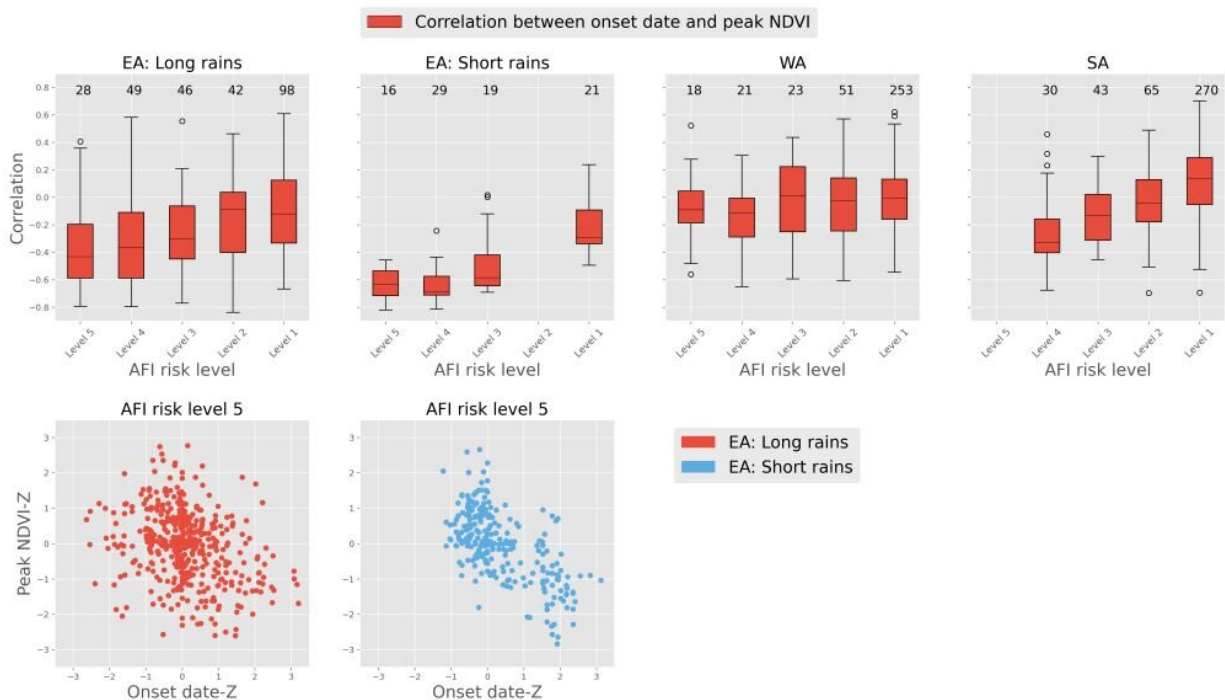 Correlation between onset date and peak NDVI
EA: Long rains
EA: Short rains
WA
SA
28 49 46 42 98
16 29 19 21
18 21 23 51 253
30 43 65 270
Correlation
0.8
0.6
0.4
0.2
0.0
−0.2
−0.4
−0.6
−0.8
Level 5 Level 4 Level 3 Level 2 Level 1
Level 5 Level 4 Level 3 Level 2 Level 1
Level 5 Level 4 Level 3 Level 2 Level 1
Level 5 Level 4 Level 3 Level 2 Level 1
AFI risk level
AFI risk level
AFI risk level
AFI risk level
AFI risk level 5
AFI risk level 5
EA: Long rains
EA: Short rains
Peak NDVI-Z
3
2
1
0
−1
−2
−3
3
2
1
0
−1
−2
−3
−3 −2 −1 0 1 2 3
−3 −2 −1 0 1 2 3
Onset date-Z
Onset date-Z